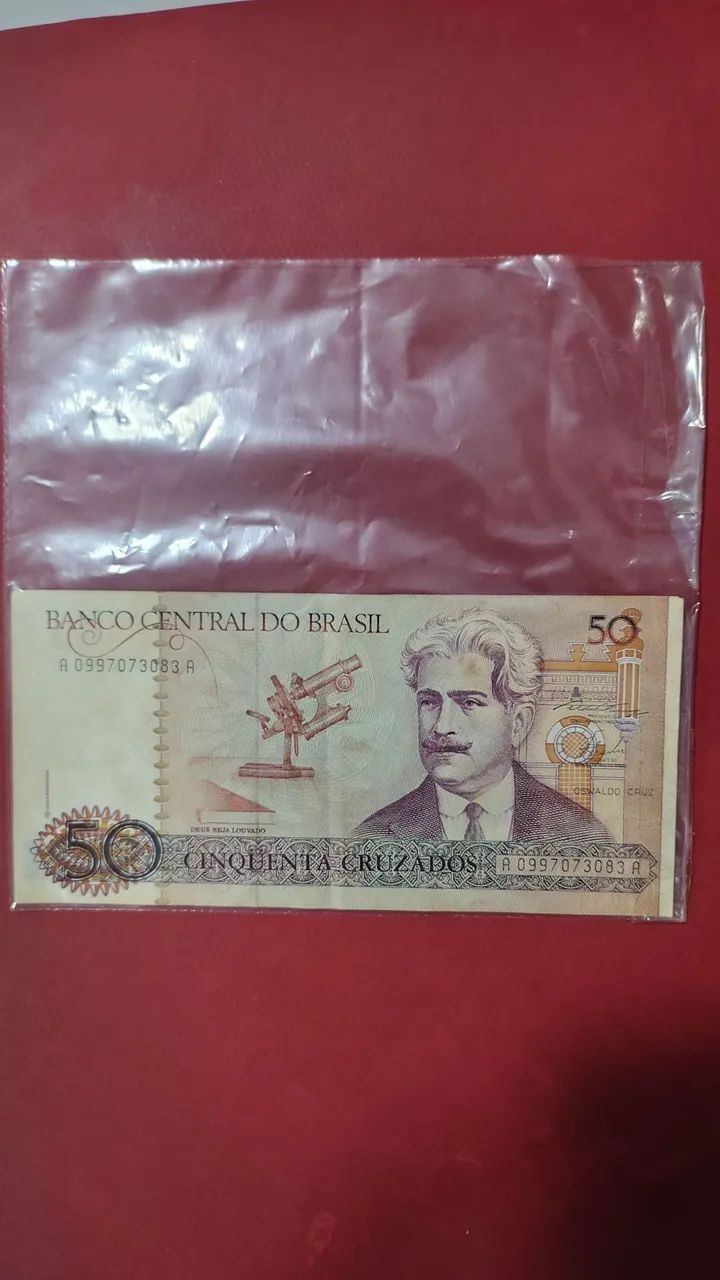 BANCO CENTRAL DO BRASIL
50
A 0997073083 A
OSWALDO CRUZ
DEUS SEJA LOUVADO
50
CINQUENTA CRUZADOS
A 0997073083 A